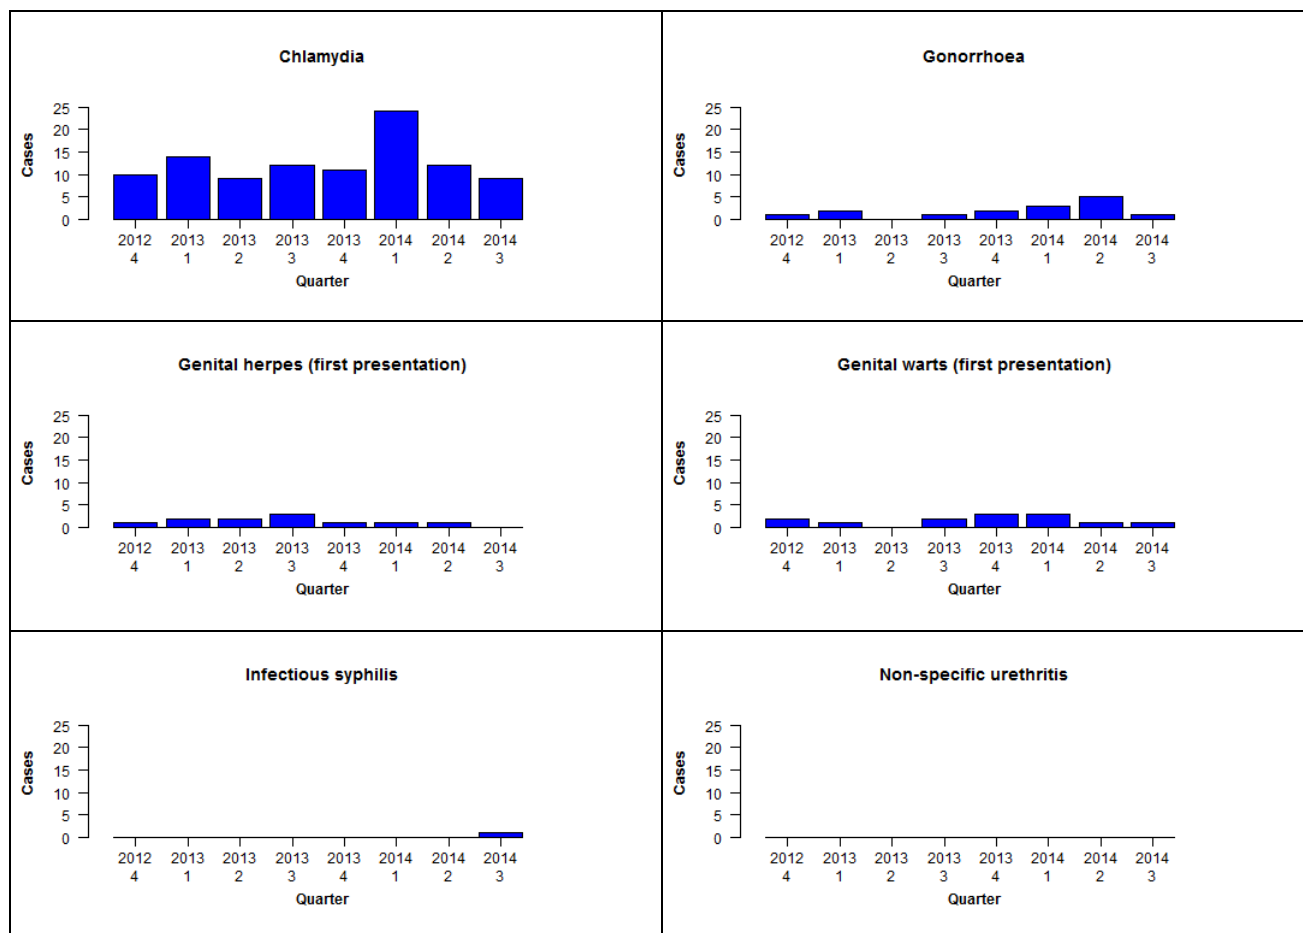 Chlamydia
Cases
25
20
15
10
5
0
2012 2013 2013 2013 2013 2014 2014 2014
4 1 2 3 4 1 2 3
Quarter
Gonorrhoea
Cases
25
20
15
10
5
0
2012 2013 2013 2013 2013 2014 2014 2014
4 1 2 3 4 1 2 3
Quarter
Genital herpes (first presentation)
Cases
25
20
15
10
5
0
2012 2013 2013 2013 2013 2014 2014 2014
4 1 2 3 4 1 2 3
Quarter
Genital warts (first presentation)
Cases
25
20
15
10
5
0
2012 2013 2013 2013 2013 2014 2014 2014
4 1 2 3 4 1 2 3
Quarter
Infectious syphilis
Cases
25
20
15
10
5
0
2012 2013 2013 2013 2013 2014 2014 2014
4 1 2 3 4 1 2 3
Quarter
Non-specific urethritis
Cases
25
20
15
10
5
0
2012 2013 2013 2013 2013 2014 2014 2014
4 1 2 3 4 1 2 3
Quarter